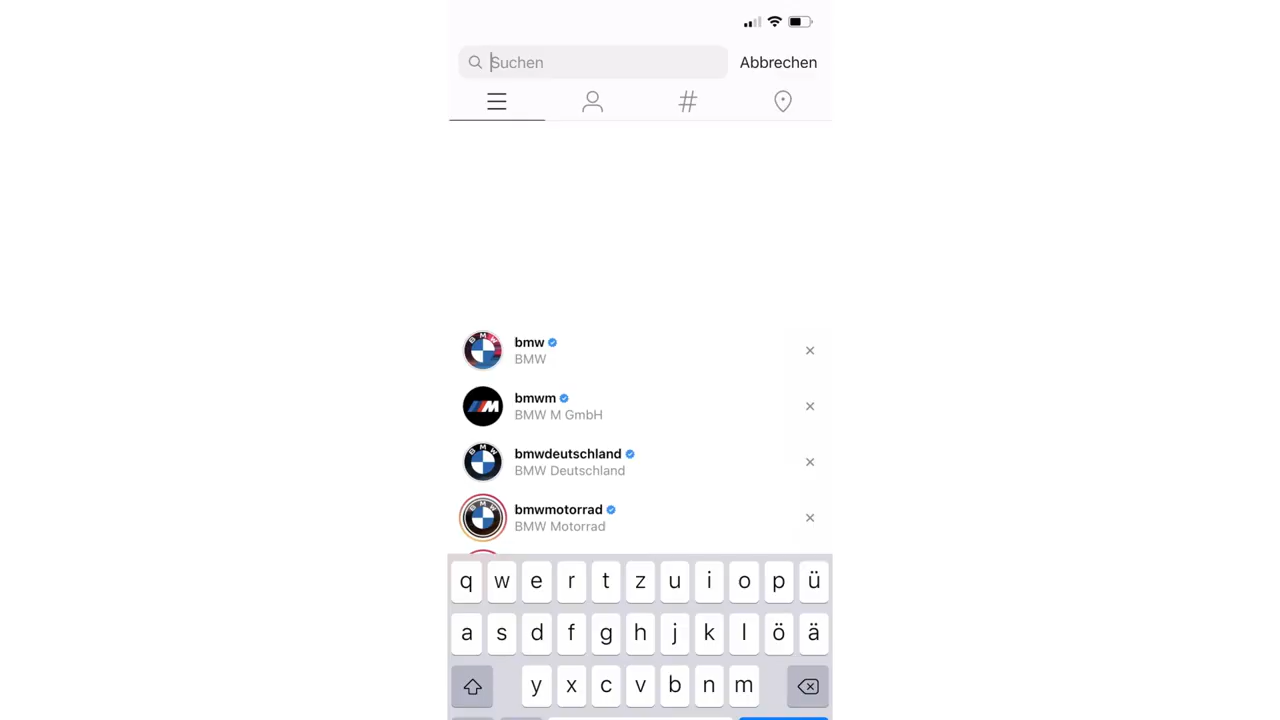 Suchen
Abbrechen
#
bmw
BMW
bmwm
BMW M GmbH
bmwdeutschland
BMW Deutschland
bmwmotorrad
BMW Motorrad
q w e r t z u i o p ü
a s d f g h j k l ö ä
y x c v b n m